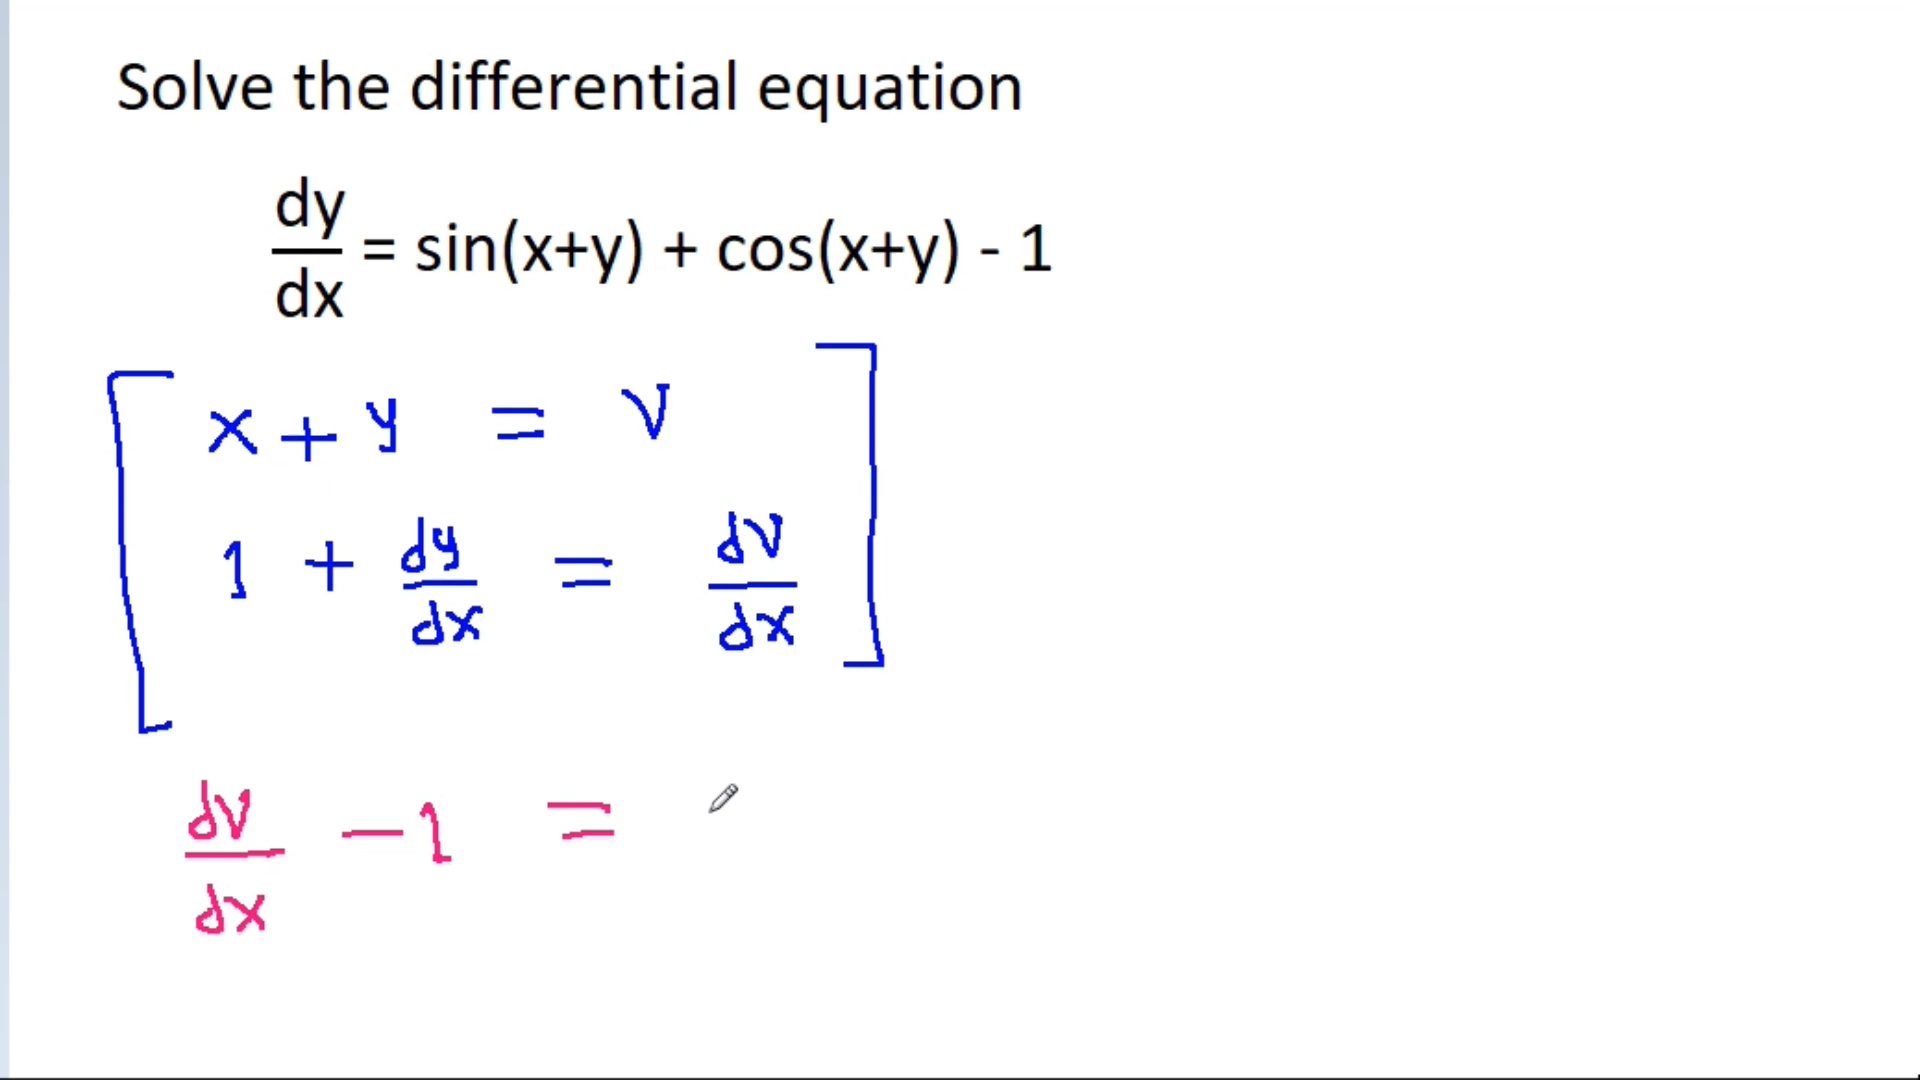 Solve the differential equation
dy/dx = sin(x+y) + cos(x+y) - 1
x + y = v
1 + dy/dx = dv/dx
dv/dx - 1 =